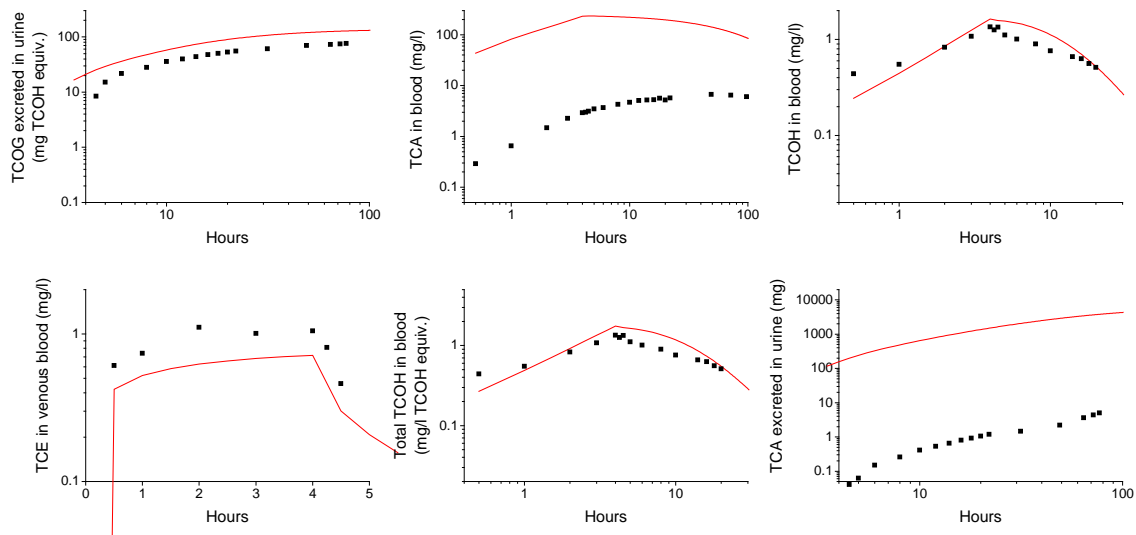 TCOG excreted in urine
(mg TCOH equiv.)
100
10
1
0.1
10
100
Hours
TCA in blood (mg/l)
100
10
1
0.1
1
10
100
Hours
TCOH in blood (mg/l)
1
0.1
1
10
Hours
TCE in venous blood (mg/l)
1
0.1
0
1
2
3
4
5
Hours
Total TCOH in blood
(mg/l TCOH equiv.)
1
0.1
1
10
Hours
TCA excreted in urine (mg)
10000
1000
100
10
1
0.1
10
100
Hours